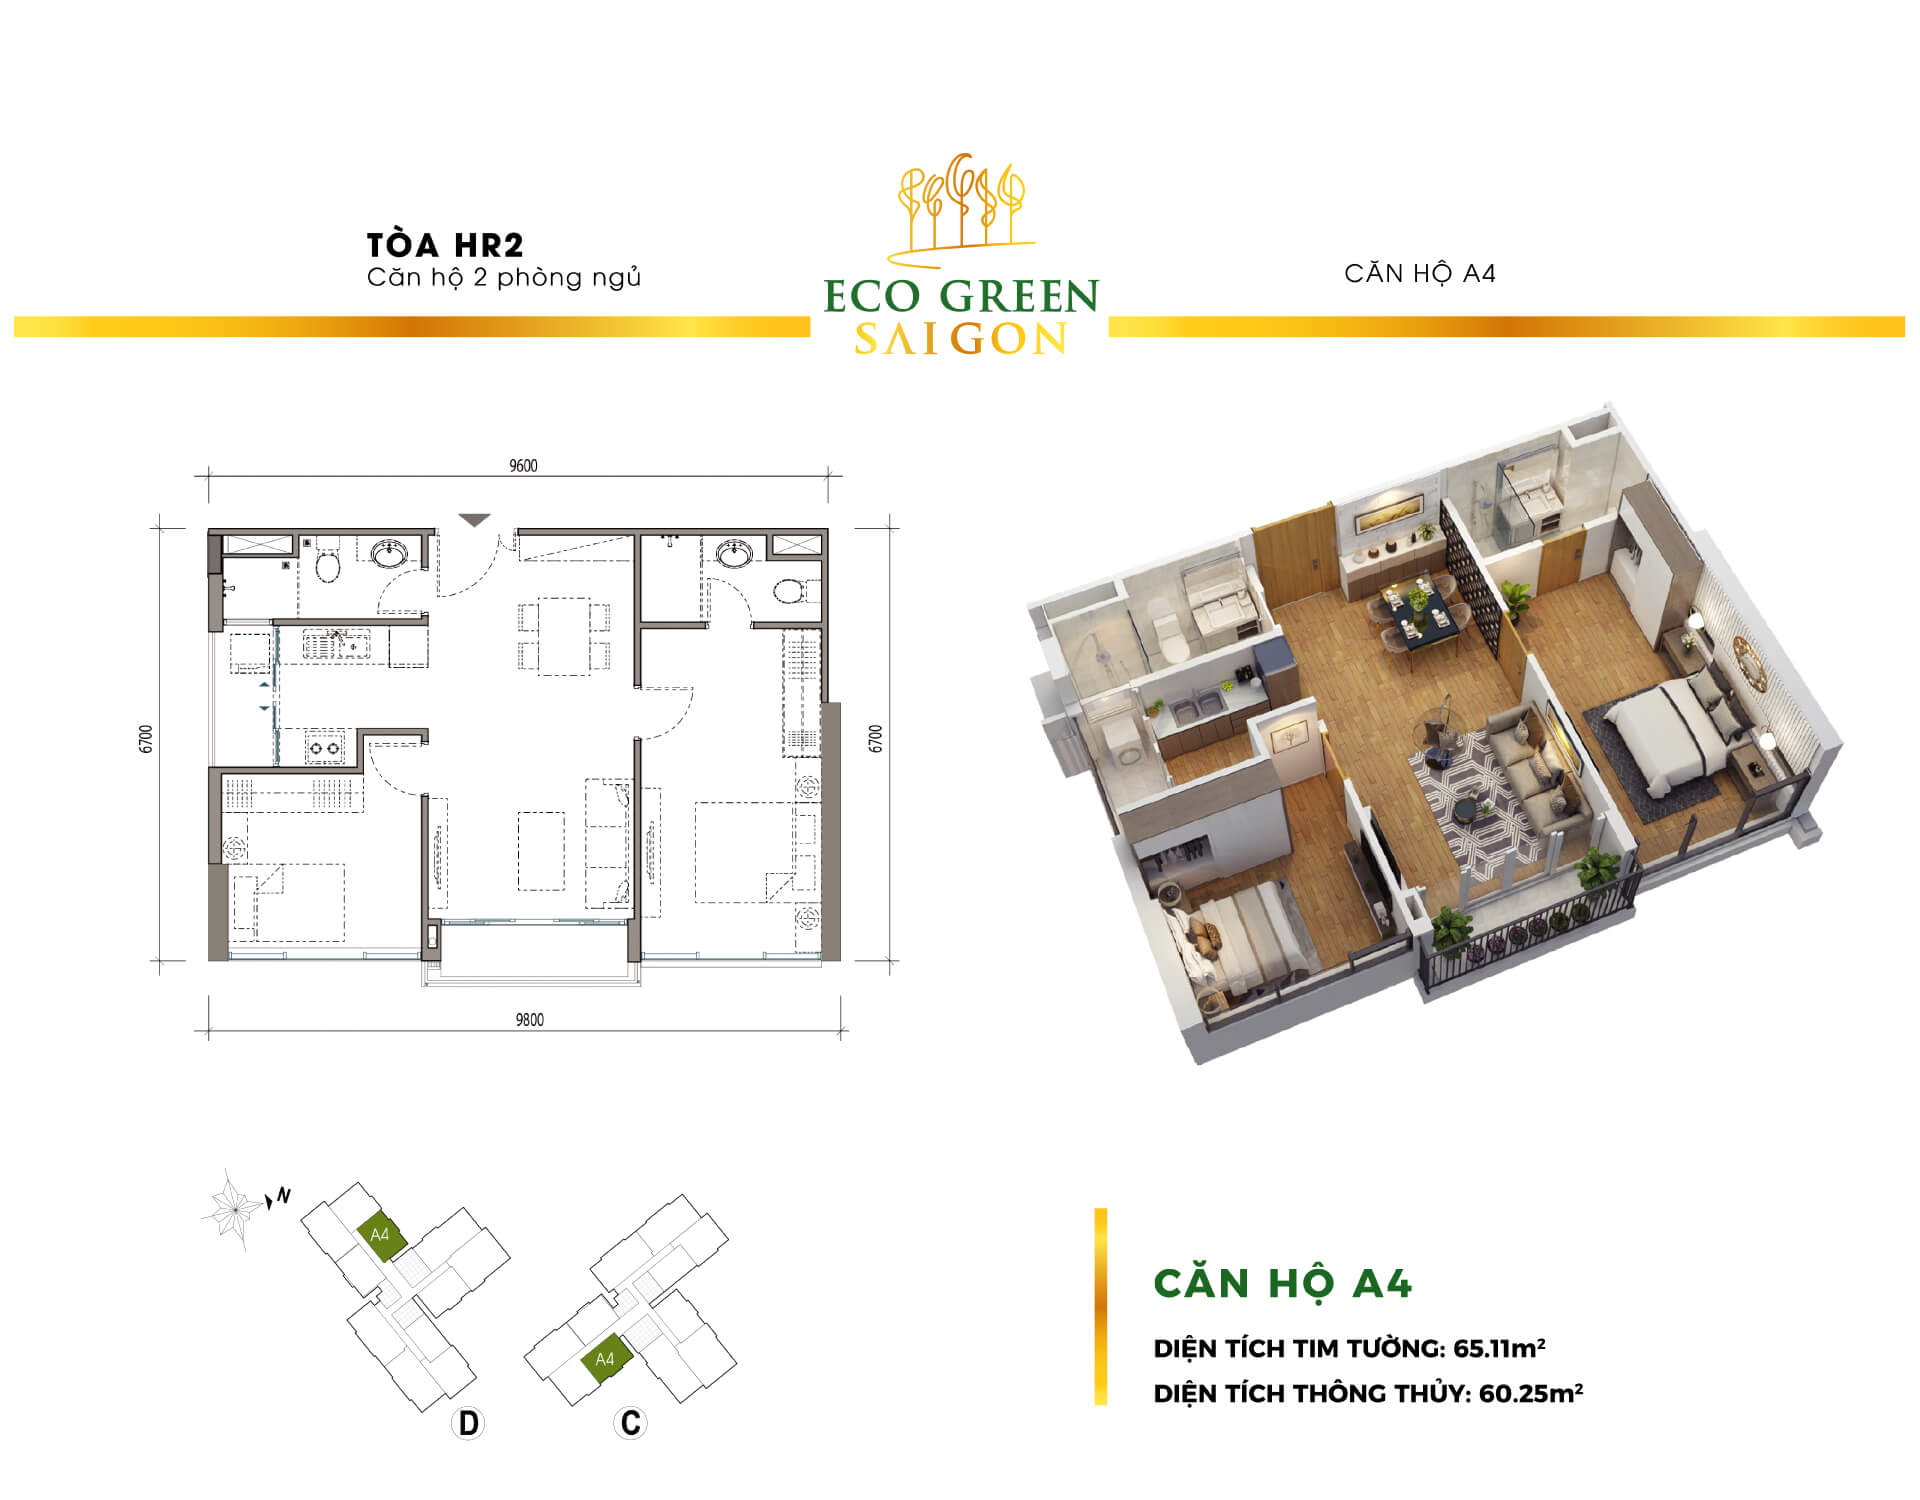 TÒA HR2
Căn hộ 2 phòng ngủ
ECO GREEN
SAIGON
CĂN HỘ A4
9600
6700
6700
9800
N
A4
A4
D
C
CĂN HỘ A4
DIỆN TÍCH TIM TƯỜNG: 65.11m²
DIỆN TÍCH THÔNG THỦY: 60.25m²